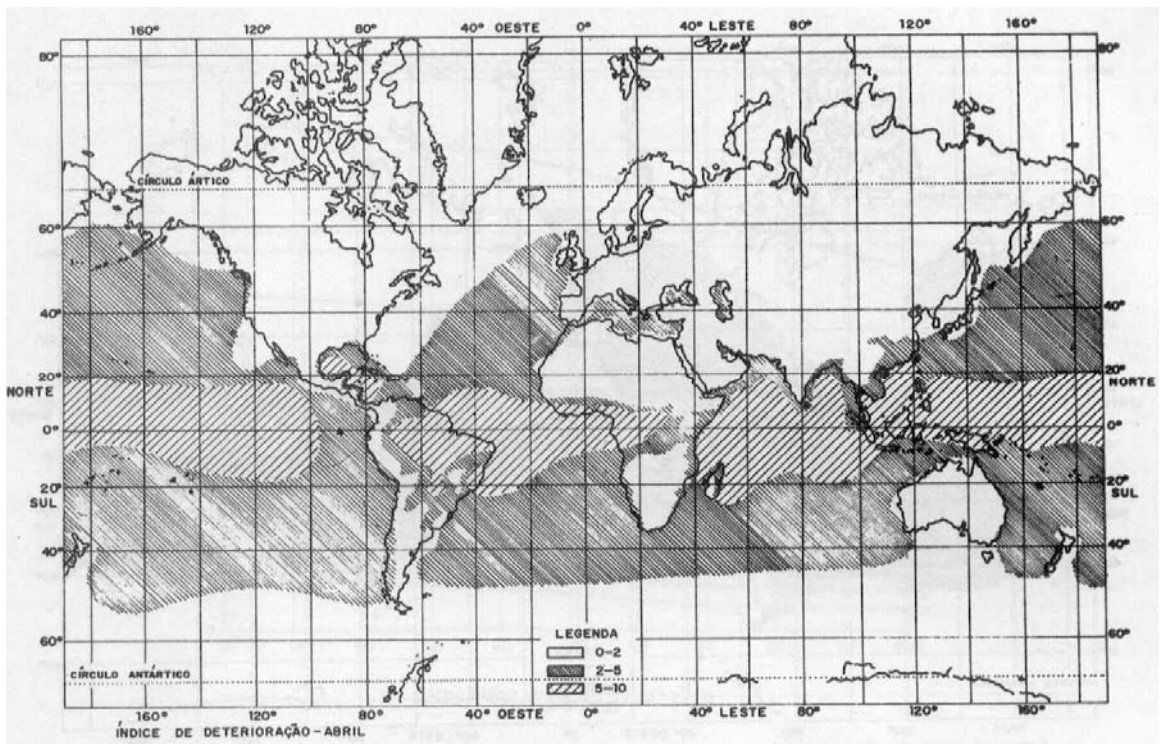 160° 120° 80° 40° OESTE 0° 40° LESTE 80° 120° 160°
80° 80°
CÍRCULO ÁRTICO
60° 60°
40° 40°
20° 20°
NORTE NORTE
0° 0°
20° 20°
SUL SUL
40° 40°
LEGENDA
60° 0-2 60°
2-5
CÍRCULO ANTÁRTICO
5-10
160° 120° 80° 40° OESTE 0° 40° LESTE 80° 120° 160°
ÍNDICE DE DETERIORAÇÃO-ABRIL